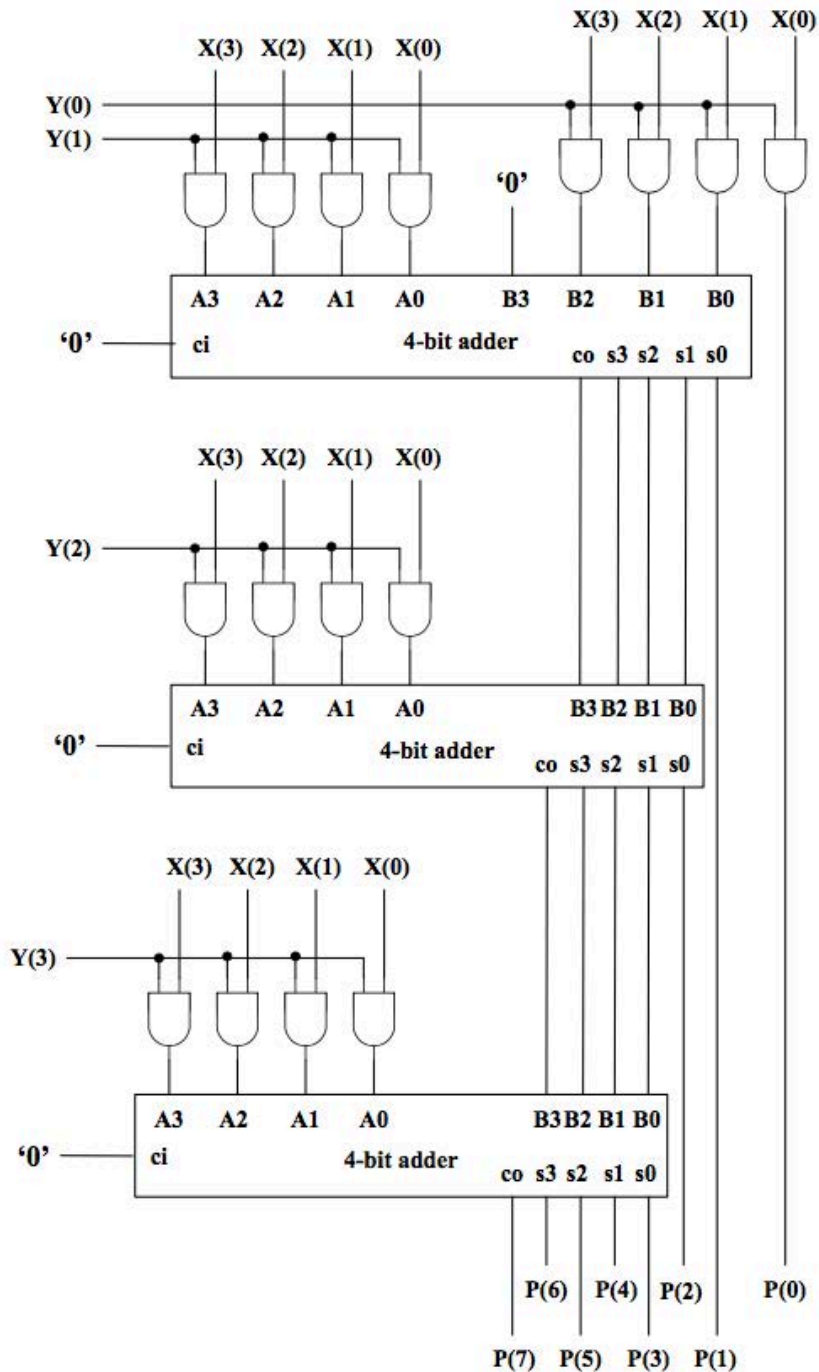 X(3) X(2) X(1) X(0)
X(3) X(2) X(1) X(0)
Y(0)
Y(1)
‘0’
A3 A2 A1 A0 B3 B2 B1 B0
‘0’ ci 4-bit adder
co s3 s2 s1 s0
X(3) X(2) X(1) X(0)
Y(2)
A3 A2 A1 A0 B3 B2 B1 B0
‘0’ ci 4-bit adder
co s3 s2 s1 s0
X(3) X(2) X(1) X(0)
Y(3)
A3 A2 A1 A0 B3 B2 B1 B0
‘0’ ci 4-bit adder
co s3 s2 s1 s0
P(6) P(4) P(2) P(0)
P(7) P(5) P(3) P(1)